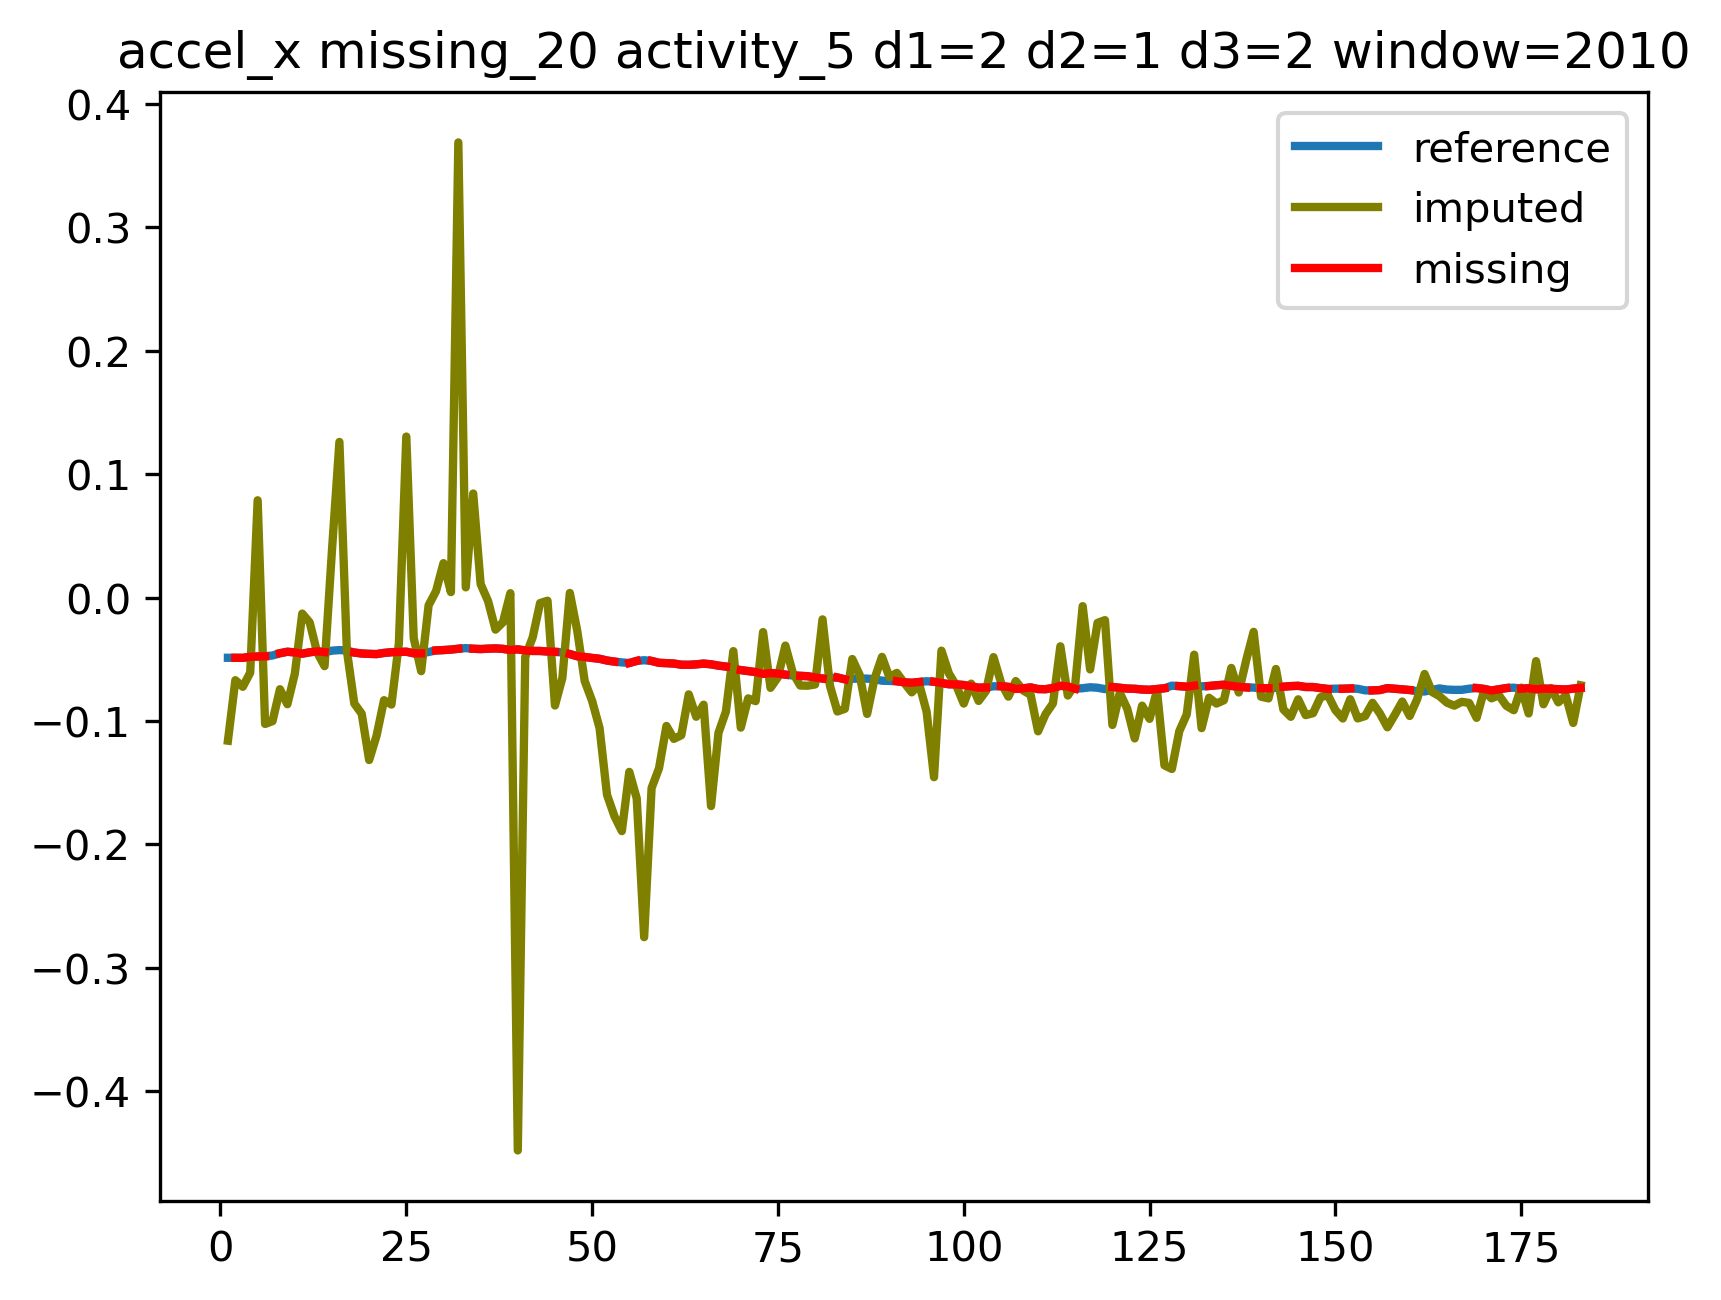 accel_x missing_20 activity_5 d1=2 d2=1 d3=2 window=2010
0.4
0.3
0.2
0.1
0.0
−0.1
−0.2
−0.3
−0.4
reference
imputed
missing
0 25 50 75 100 125 150 175